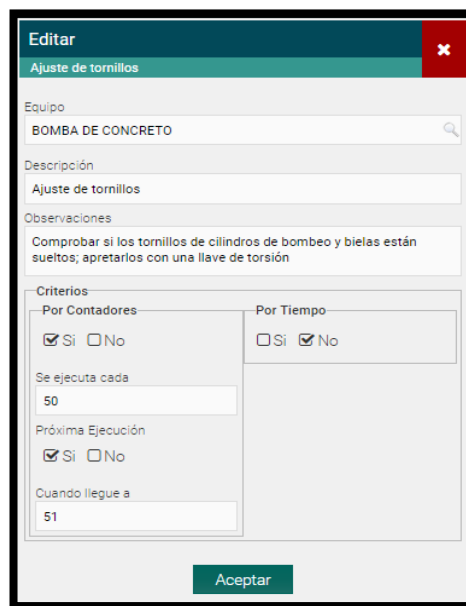 Editar
Ajuste de tornillos
Equipo
BOMBA DE CONCRETO
Descripción
Ajuste de tornillos
Observaciones
Comprobar si los tornillos de cilindros de bombeo y bielas están
sueltos; apretarlos con una llave de torsión
Criterios
Por Contadores
Si No
Se ejecuta cada
50
Próxima Ejecución
Si No
Cuando llegue a
51
Por Tiempo
Si No
Aceptar